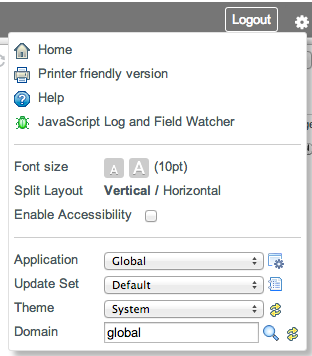 Logout
Home
Printer friendly version
Help
JavaScript Log and Field Watcher
Font size A A (10pt)
Split Layout Vertical / Horizontal
Enable Accessibility
Application Global
Update Set Default
Theme System
Domain global